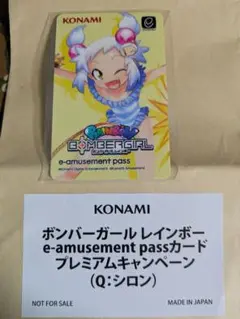 KONAMI
BOMBERGIRL
e-amusement pass
KONAMI
ボンバーガール レインボー
e-amusement passカード
プレミアムキャンペーン
（Q：シロン）
NOT FOR SALE
MADE IN JAPAN